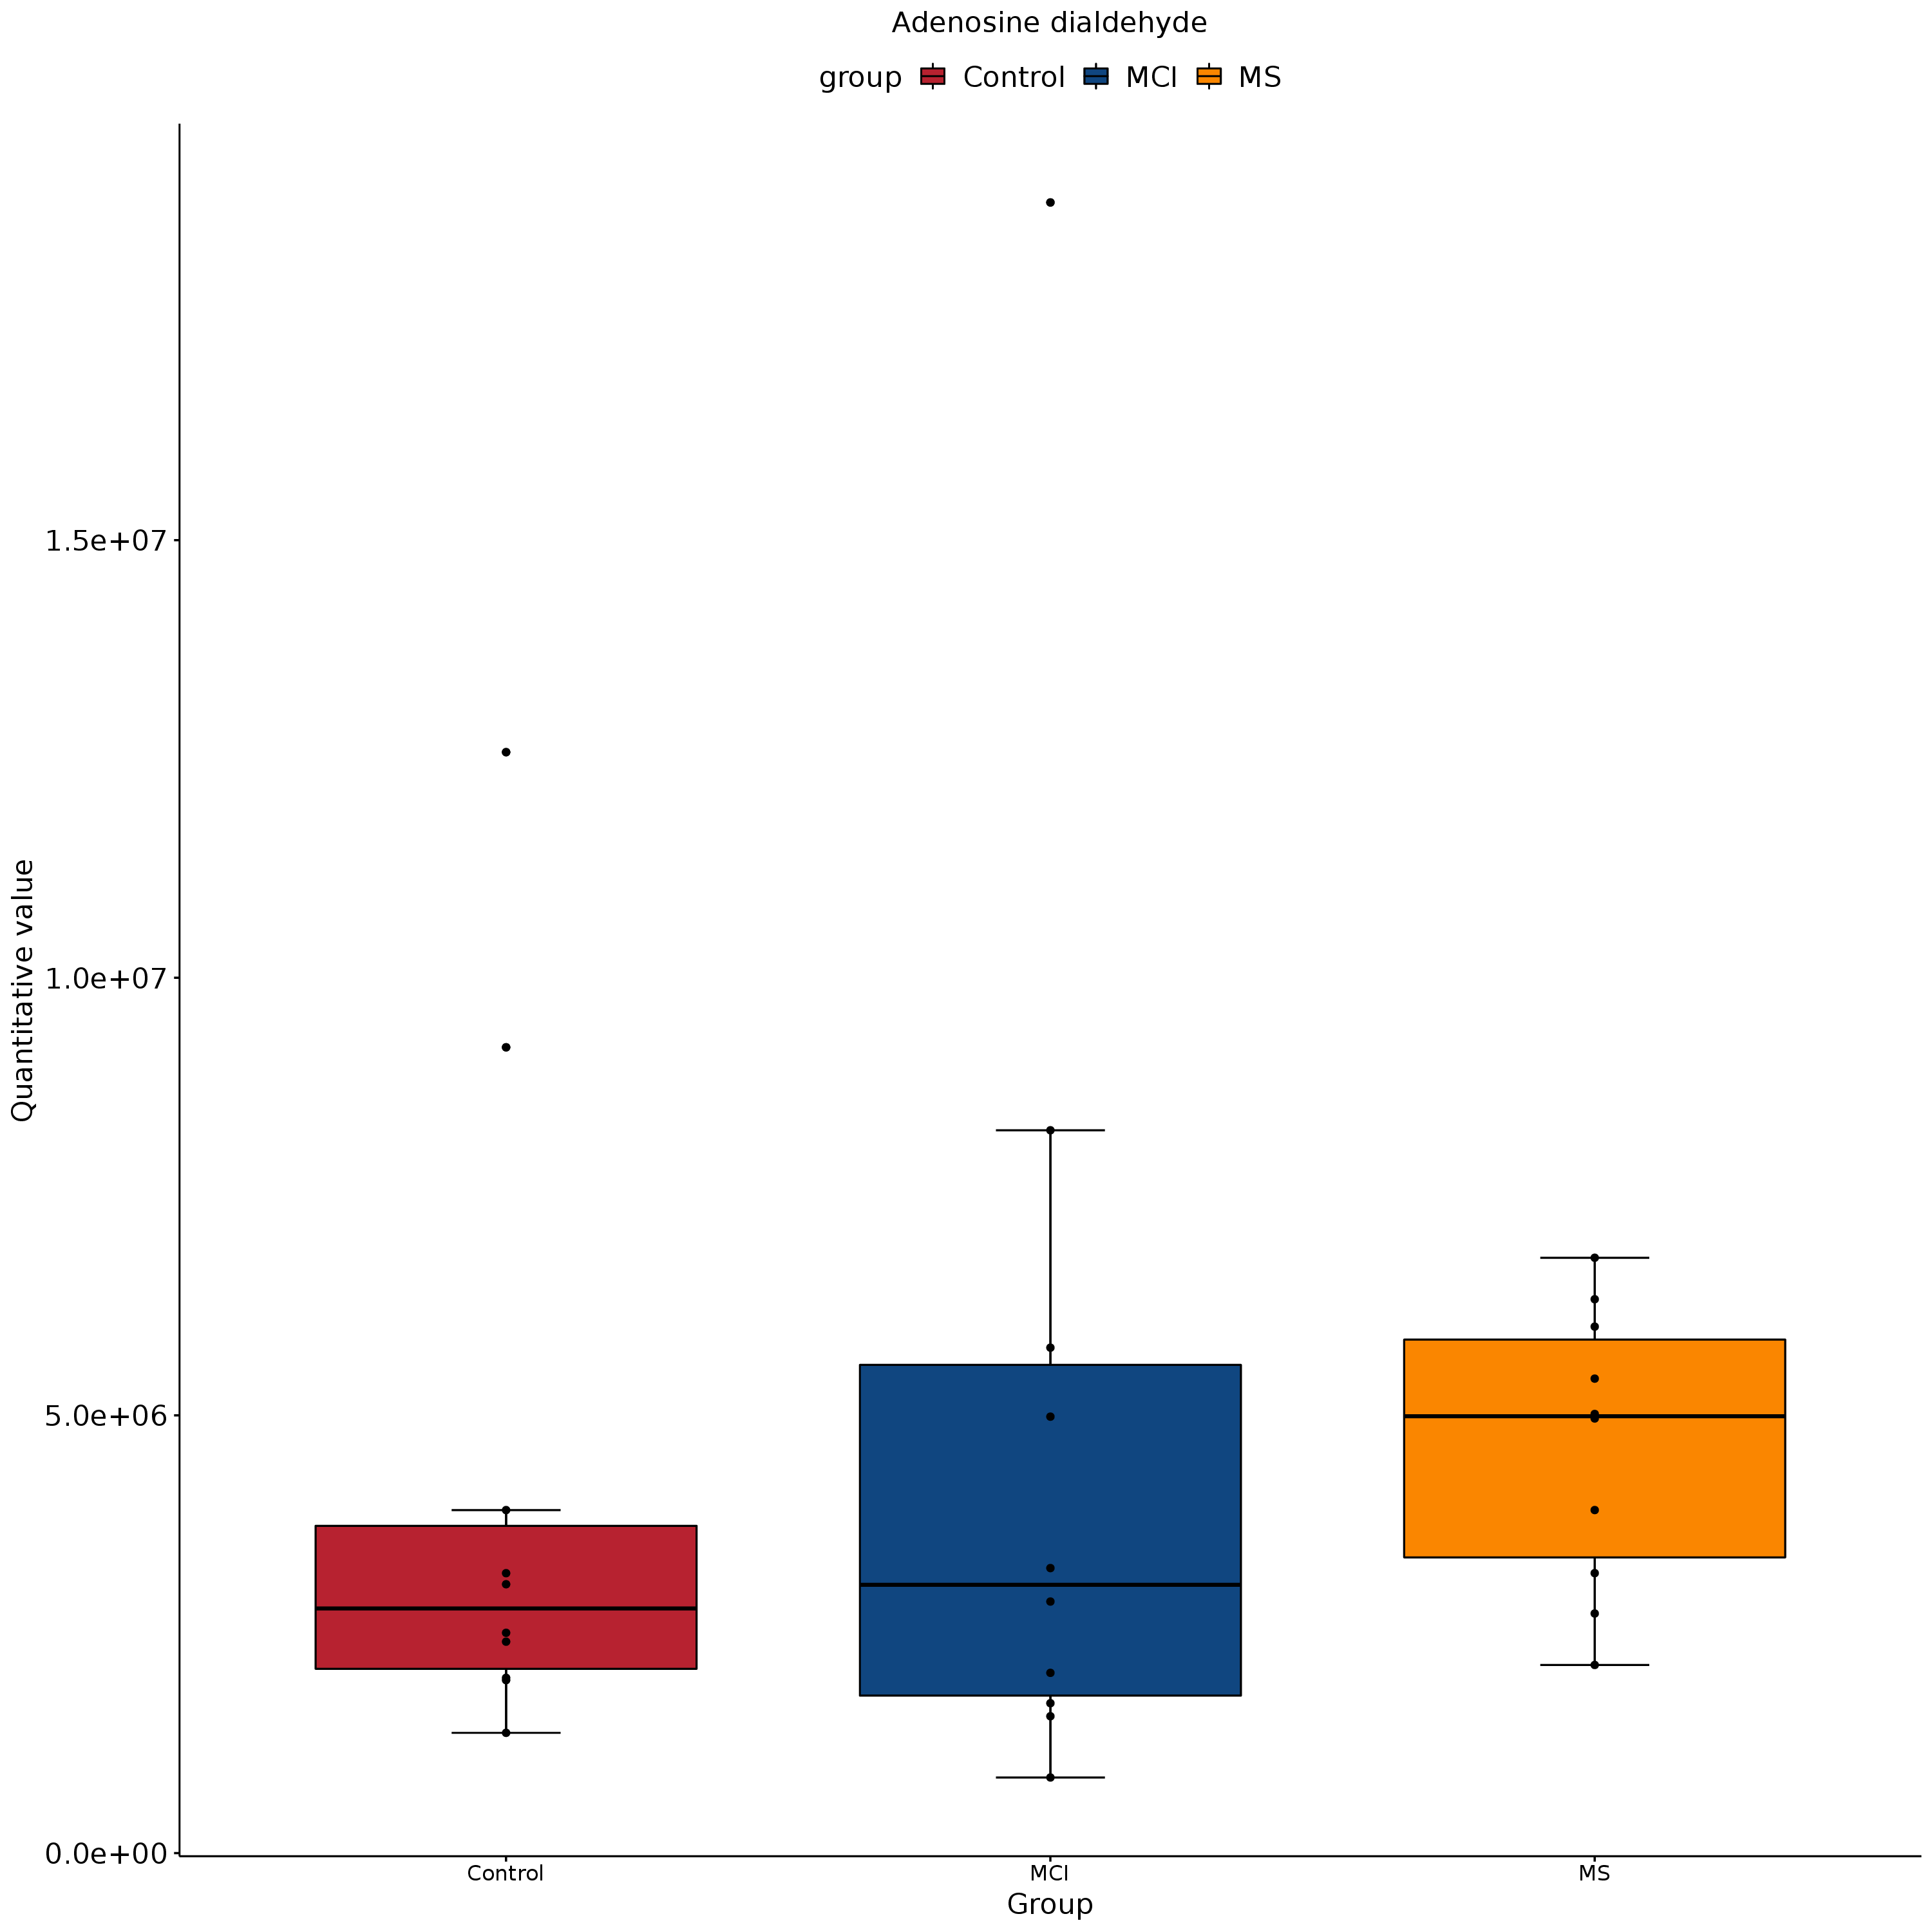 Adenosine dialdehyde
group Control MCI MS
Quantitative value
1.5e+07
1.0e+07
5.0e+06
0.0e+00
Control MCI MS
Group